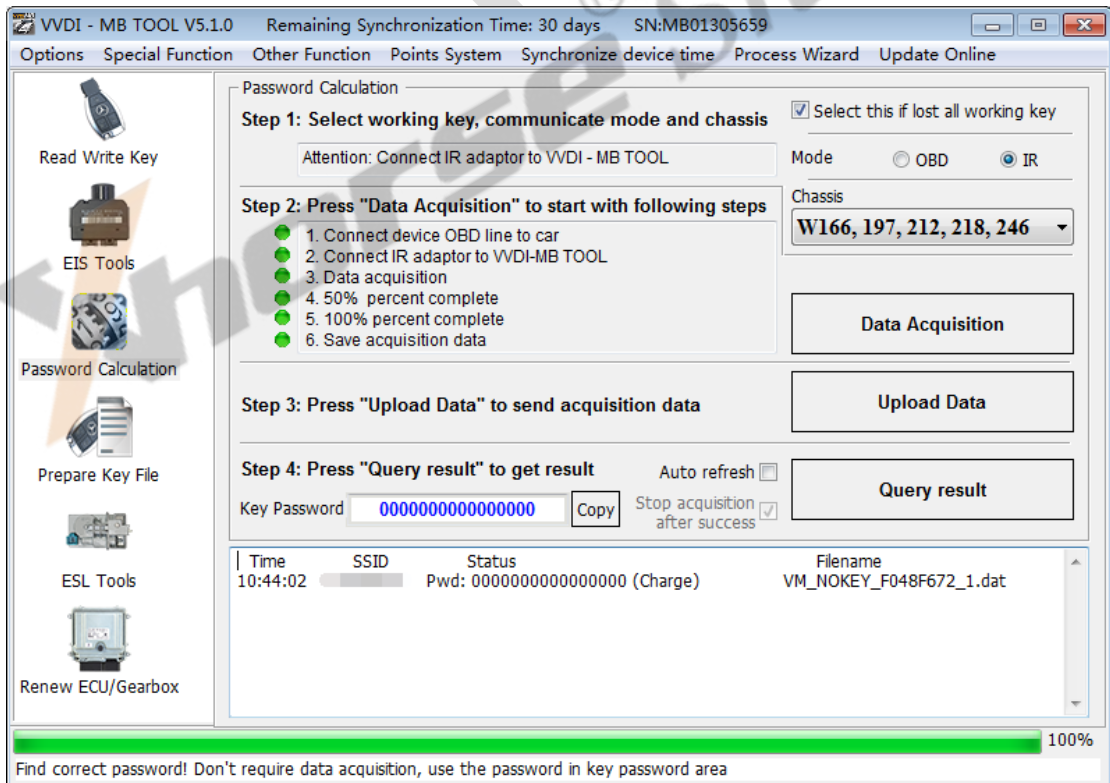 VVDI - MB TOOL V5.1.0 Remaining Synchronization Time: 30 days SN:MB01305659
Options Special Function Other Function Points System Synchronize device time Process Wizard Update Online
Read Write Key
EIS Tools
Password Calculation
Prepare Key File
ESL Tools
Renew ECU/Gearbox
Password Calculation
Step 1: Select working key, communicate mode and chassis
Select this if lost all working key
Attention: Connect IR adaptor to VVDI - MB TOOL
Mode OBD IR
Chassis
W166, 197, 212, 218, 246
Step 2: Press "Data Acquisition" to start with following steps
1. Connect device OBD line to car
2. Connect IR adaptor to VVDI-MB TOOL
3. Data acquisition
4. 50% percent complete
5. 100% percent complete
6. Save acquisition data
Data Acquisition
Step 3: Press "Upload Data" to send acquisition data
Upload Data
Step 4: Press "Query result" to get result
Auto refresh
Query result
Key Password 0000000000000000 Copy
Stop acquisition
after success
Time SSID Status Filename
10:44:02 Pwd: 0000000000000000 (Charge) VM_NOKEY_F048F672_1.dat
100%
Find correct password! Don't require data acquisition, use the password in key password area